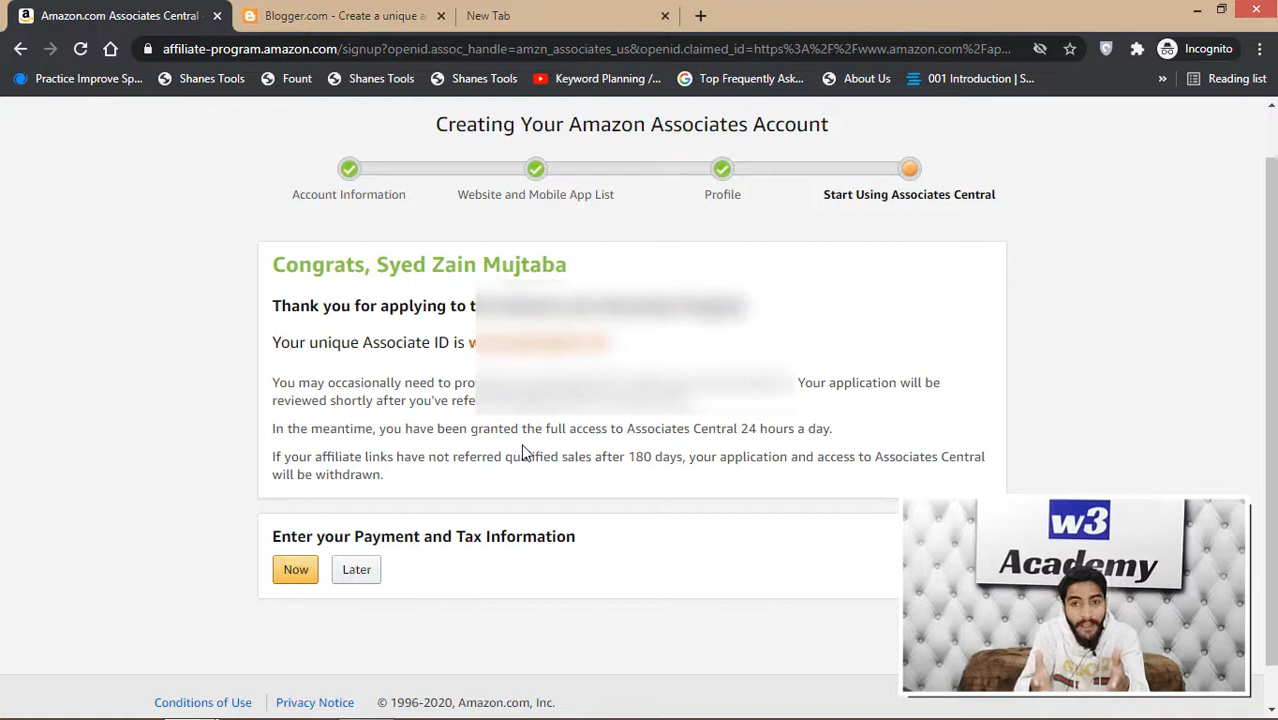 Amazon.com Associates Central -
Blogger.com - Create a unique a
New Tab
affiliate-program.amazon.com/signup?openid.assoc_handle=amzn_associates_us&openid.claimed_id=https%3A%2F%2Fwww.amazon.com%2Fap...
Incognito
Practice Improve Sp...
Shanes Tools
Fount
Shanes Tools
Shanes Tools
Keyword Planning /...
Top Frequently Ask...
About Us
001 Introduction | S...
»
Reading list
Creating Your Amazon Associates Account
Account Information
Website and Mobile App List
Profile
Start Using Associates Central
Congrats, Syed Zain Mujtaba
Thank you for applying to t
Your unique Associate ID is w
You may occasionally need to pro Your application will be
reviewed shortly after you've refe
In the meantime, you have been granted the full access to Associates Central 24 hours a day.
If your affiliate links have not referred qualified sales after 180 days, your application and access to Associates Central
will be withdrawn.
Enter your Payment and Tax Information
Now
Later
w3
Academy
Conditions of Use
Privacy Notice
© 1996-2020, Amazon.com, Inc.